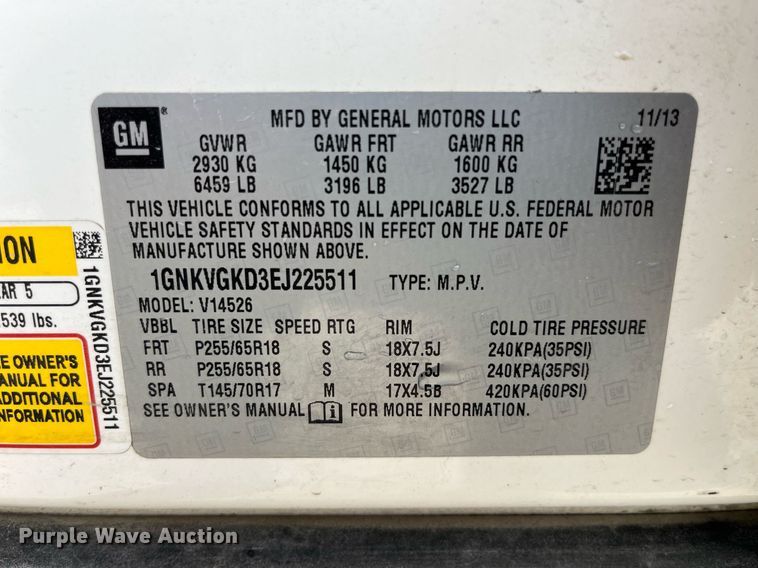 GM ®
MFD BY GENERAL MOTORS LLC 11/13
GVWR GAWR FRT GAWR RR
2930 KG 1450 KG 1600 KG
6459 LB 3196 LB 3527 LB
THIS VEHICLE CONFORMS TO ALL APPLICABLE U.S. FEDERAL MOTOR
VEHICLE SAFETY STANDARDS IN EFFECT ON THE DATE OF
MANUFACTURE SHOWN ABOVE.
1GNKVGKD3EJ225511 TYPE: M.P.V.
MODEL: V14526
VBBL TIRE SIZE SPEED RTG RIM COLD TIRE PRESSURE
FRT P255/65R18 S 18X7.5J 240KPA(35PSI)
RR P255/65R18 S 18X7.5J 240KPA(35PSI)
SPA T145/70R17 M 17X4.5B 420KPA(60PSI)
SEE OWNER'S MANUAL i FOR MORE INFORMATION.
ION
AR 5
539 lbs.
E OWNER'S
ANUAL FOR
ADDITIONAL
NFORMATION
1GNKVGKD3EJ225511
Purple Wave Auction